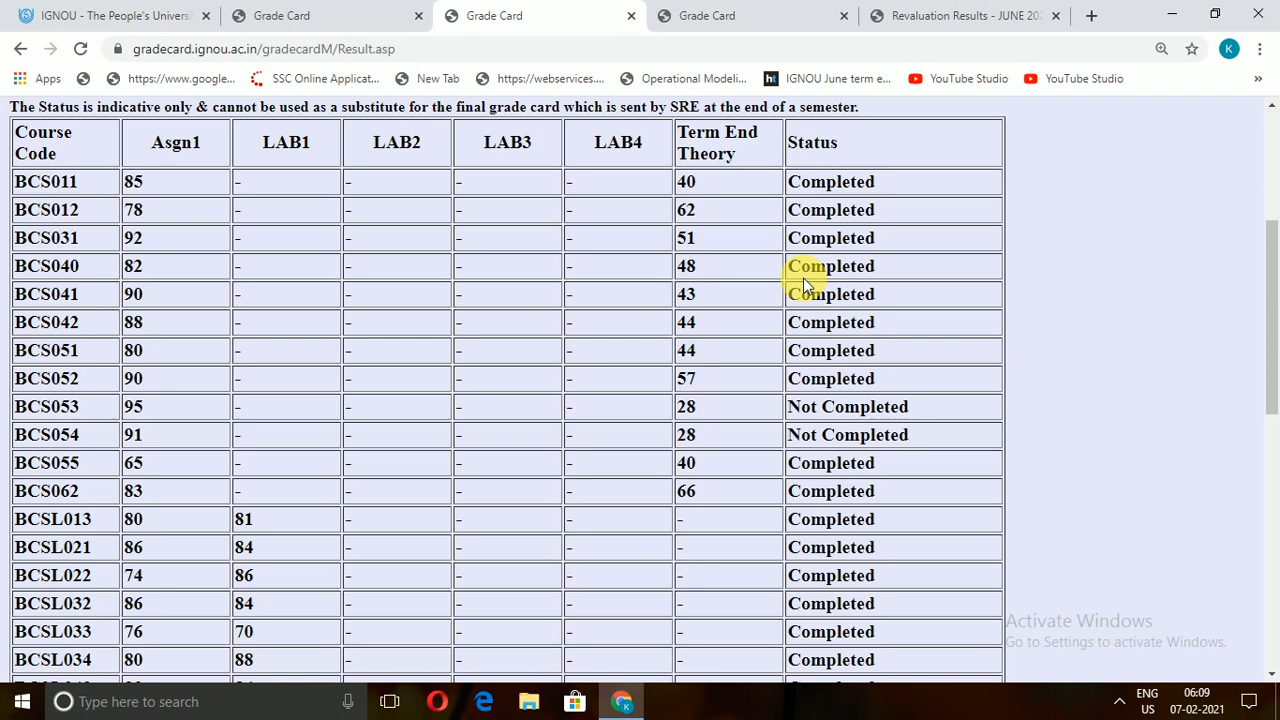 IGNOU - The People's Universi
Grade Card
Grade Card
Grade Card
Revaluation Results - JUNE 202
gradecard.ignou.ac.in/gradecardM/Result.asp
K
Apps
https://www.google...
SSC Online Applicat...
New Tab
https://webservices....
Operational Modeli...
ht
IGNOU June term e...
YouTube Studio
YouTube Studio
»
The Status is indicative only & cannot be used as a substitute for the final grade card which is sent by SRE at the end of a semester.
Course Code Asgn1 LAB1 LAB2 LAB3 LAB4 Term End Theory Status
BCS011 85 - - - - 40 Completed
BCS012 78 - - - - 62 Completed
BCS031 92 - - - - 51 Completed
BCS040 82 - - - - 48 Completed
BCS041 90 - - - - 43 Completed
BCS042 88 - - - - 44 Completed
BCS051 80 - - - - 44 Completed
BCS052 90 - - - - 57 Completed
BCS053 95 - - - - 28 Not Completed
BCS054 91 - - - - 28 Not Completed
BCS055 65 - - - - 40 Completed
BCS062 83 - - - - 66 Completed
BCSL013 80 81 - - - - Completed
BCSL021 86 84 - - - - Completed
BCSL022 74 86 - - - - Completed
BCSL032 86 84 - - - - Completed
BCSL033 76 70 - - - - Completed
BCSL034 80 88 - - - - Completed
Activate Windows
Go to Settings to activate Windows.
Type here to search
ENG
US
06:09
07-02-2021